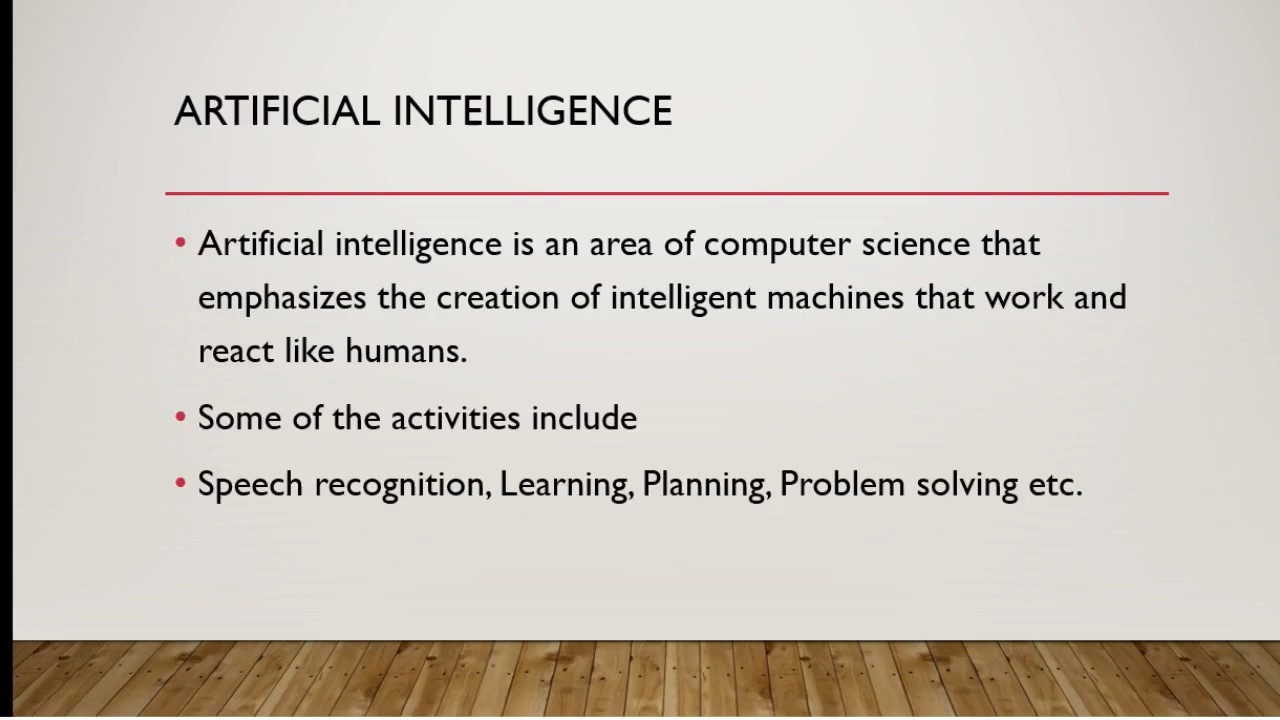 ARTIFICIAL INTELLIGENCE
• Artificial intelligence is an area of computer science that
emphasizes the creation of intelligent machines that work and
react like humans.
• Some of the activities include
• Speech recognition, Learning, Planning, Problem solving etc.